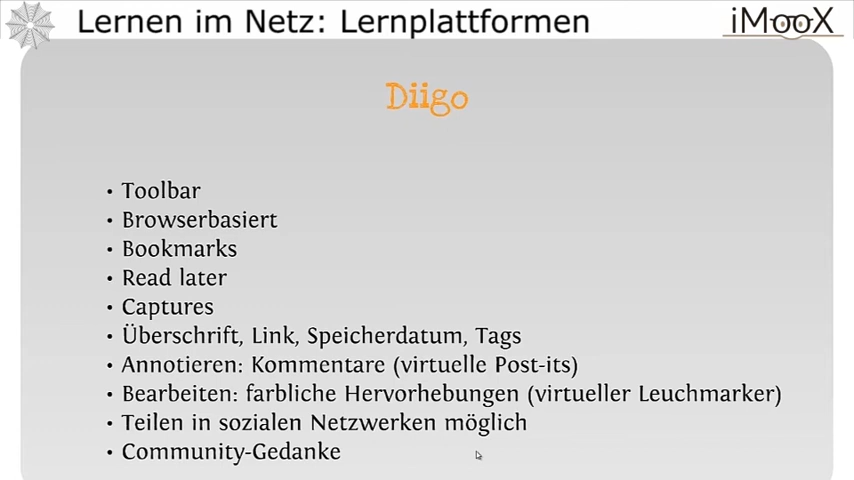 Lernen im Netz: Lernplattformen
iMooX
Diigo
• Toolbar
• Browserbasiert
• Bookmarks
• Read later
• Captures
• Überschrift, Link, Speicherdatum, Tags
• Annotieren: Kommentare (virtuelle Post-its)
• Bearbeiten: farbliche Hervorhebungen (virtueller Leuchmarker)
• Teilen in sozialen Netzwerken möglich
• Community-Gedanke